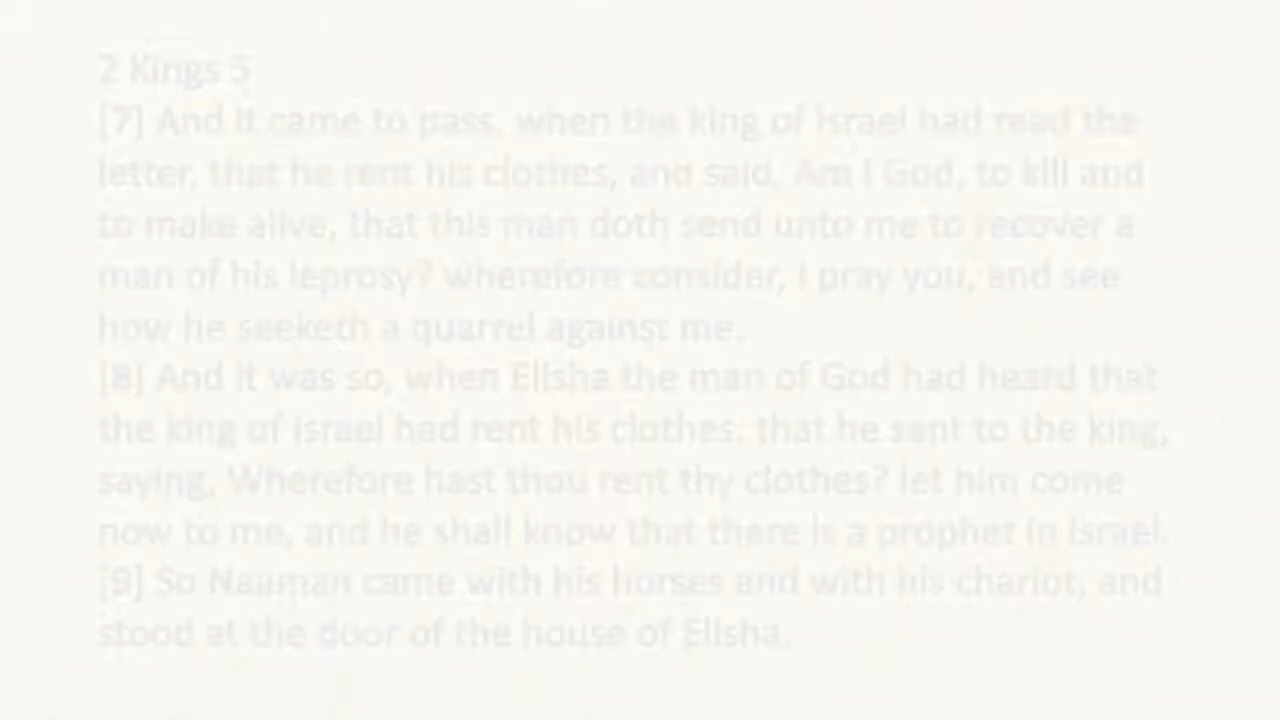 2 Kings 5
[7] And it came to pass, when the king of Israel had read the
letter, that he rent his clothes, and said, Am I God, to kill and
to make alive, that this man doth send unto me to recover a
man of his leprosy? wherefore consider, I pray you, and see
how he seeketh a quarrel against me.
[8] And it was so, when Elisha the man of God had heard that
the king of Israel had rent his clothes, that he sent to the king,
saying, Wherefore hast thou rent thy clothes? let him come
now to me, and he shall know that there is a prophet in Israel.
[9] So Naaman came with his horses and with his chariot, and
stood at the door of the house of Elisha.